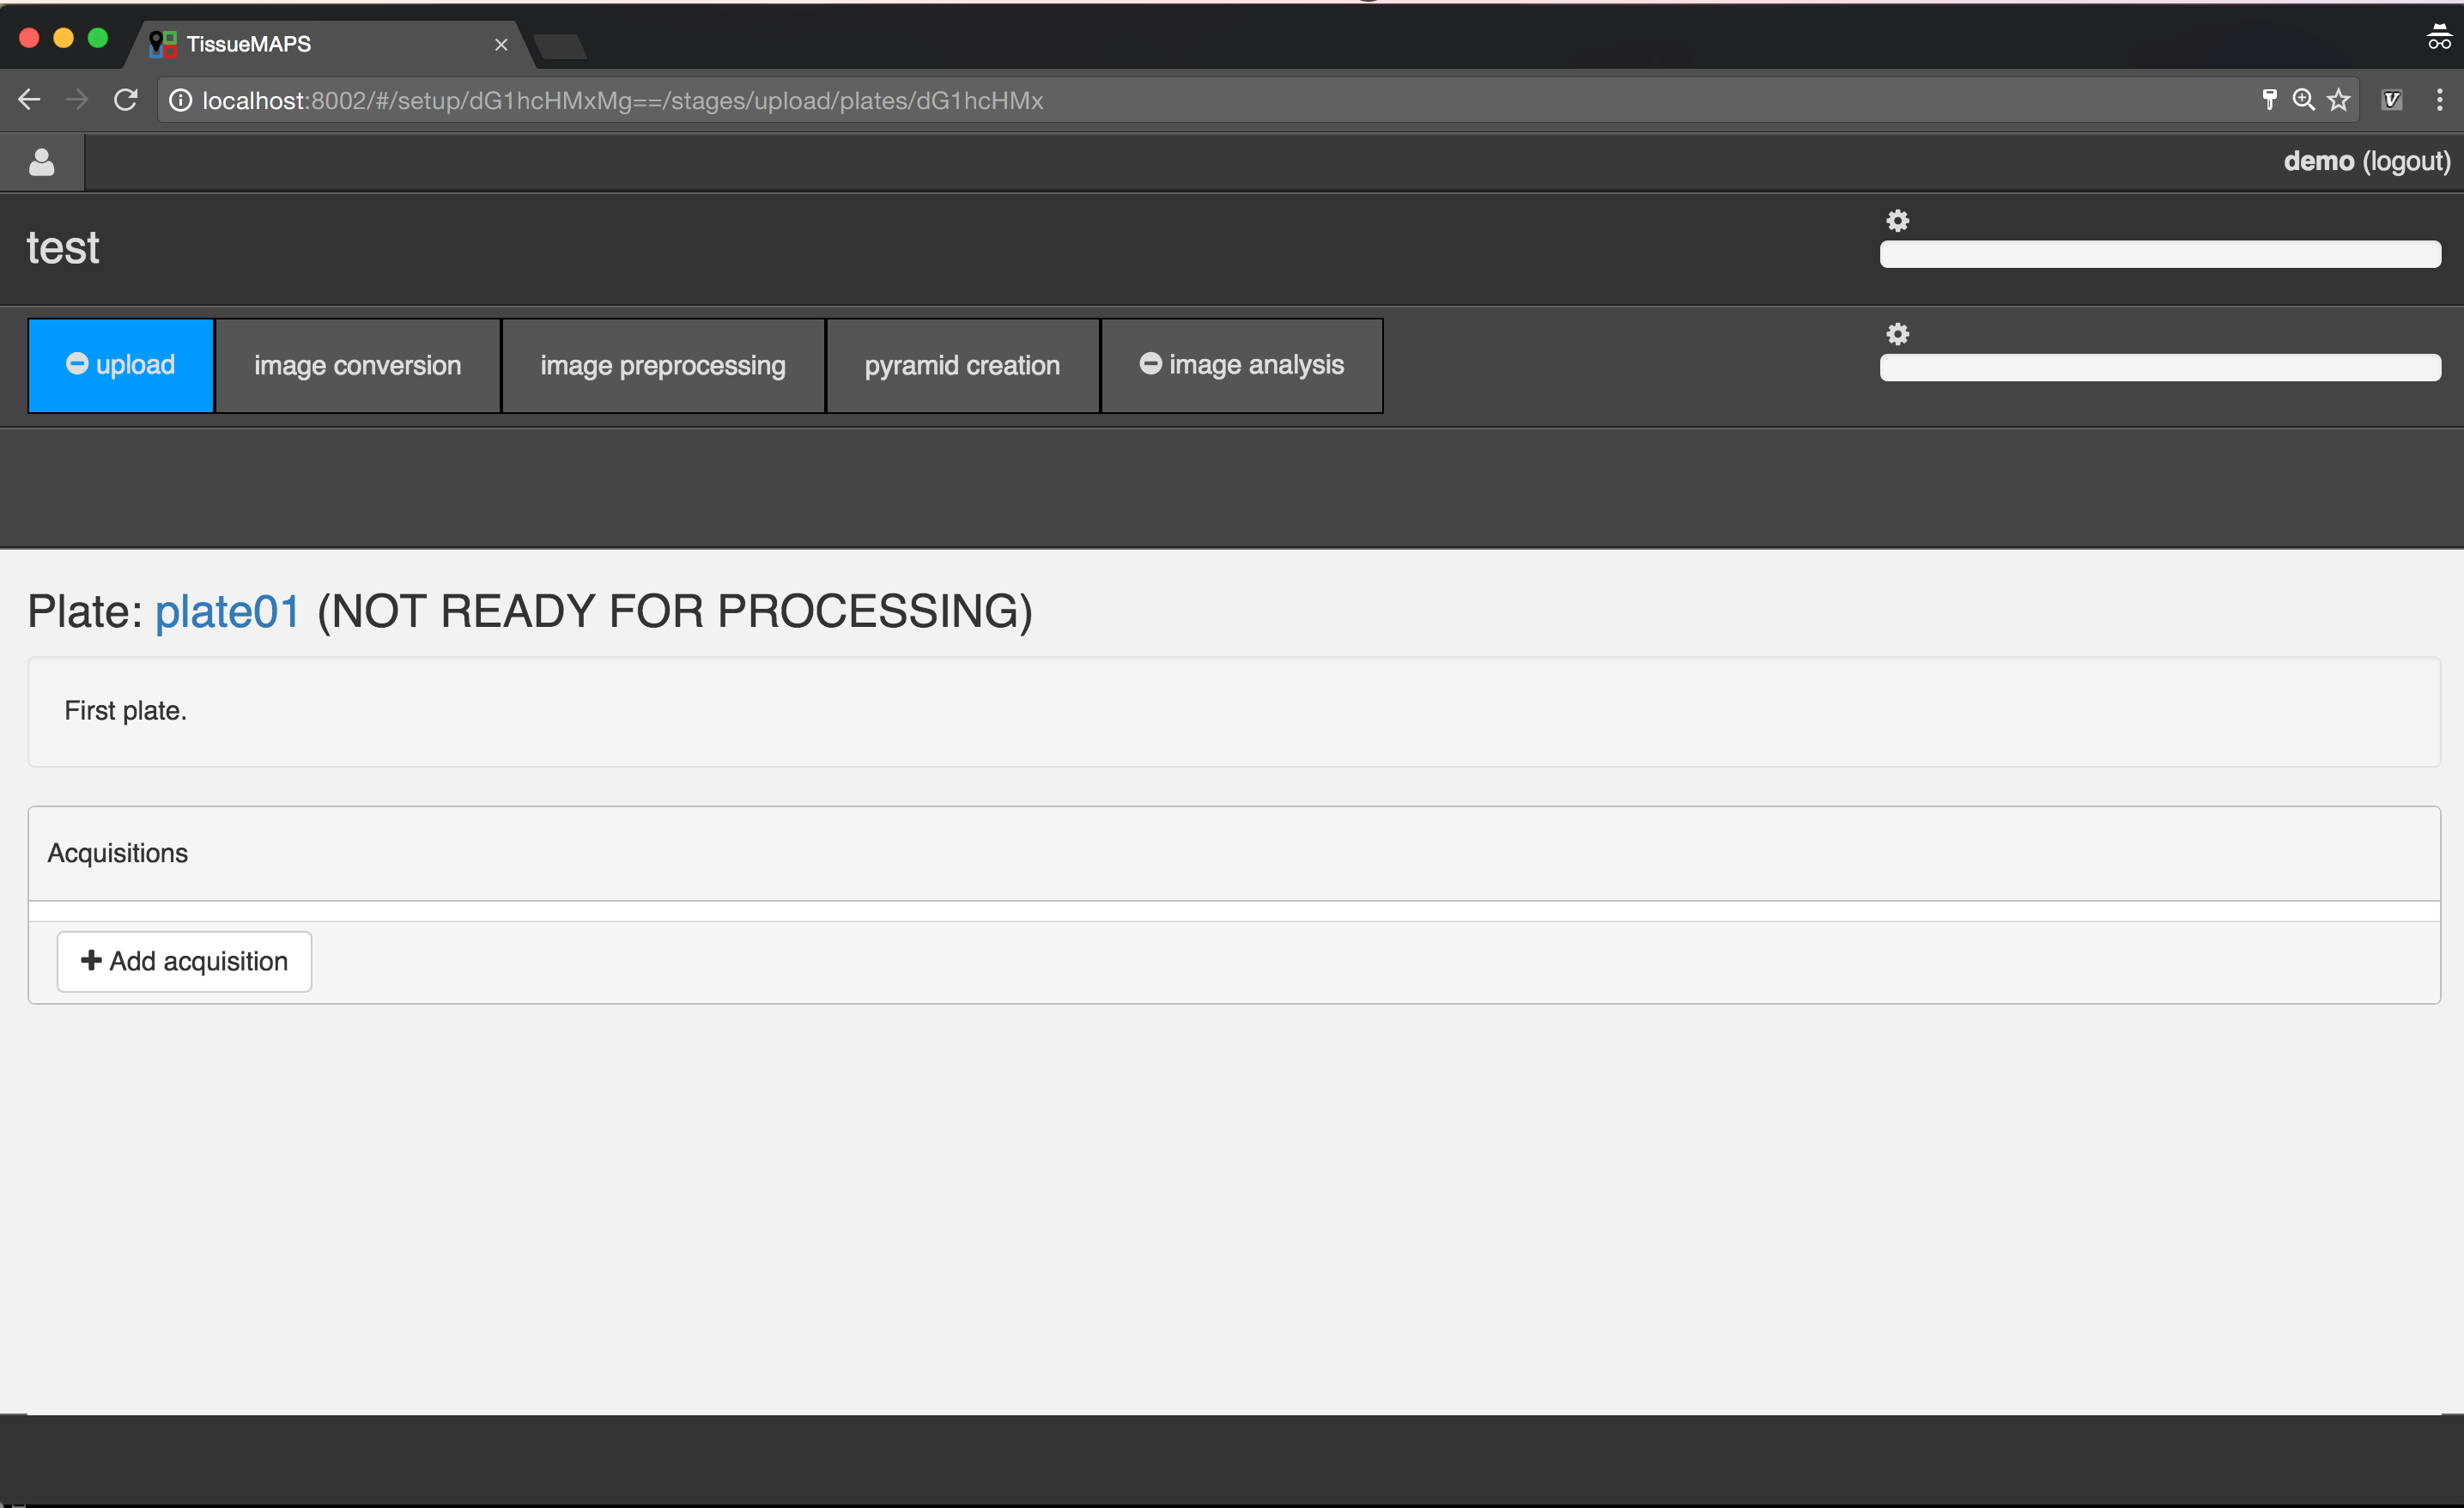 TissueMAPS
localhost:8002/#/setup/dG1hcHMxMg==/stages/upload/plates/dG1hcHMx
demo (logout)
test
upload image conversion image preprocessing pyramid creation image analysis
Plate: plate01 (NOT READY FOR PROCESSING)
First plate.
Acquisitions
Add acquisition